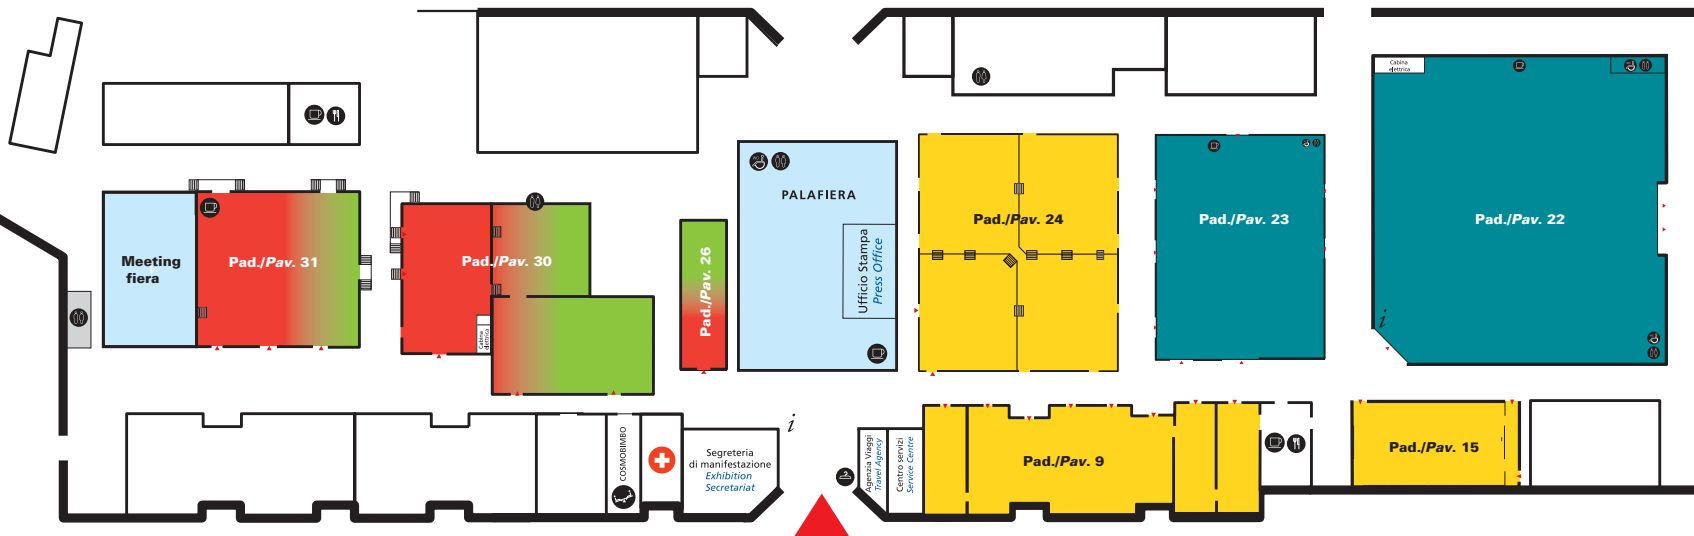 Cabina
elettrica
PALAFIERA
Ufficio Stampa
Press Office
Pad./Pav. 24
Pad./Pav. 23
Pad./Pav. 22
Meeting
fiera
Pad./Pav. 31
Pad./Pav. 30
Pad./Pav. 26
Cabina
elettrica
i
i
COSMOBIMBO
Segreteria
di manifestazione
Exhibition
Secretariat
Agenzia Viaggi
Travel Agency
Centro servizi
Service Centre
Pad./Pav. 9
Pad./Pav. 15